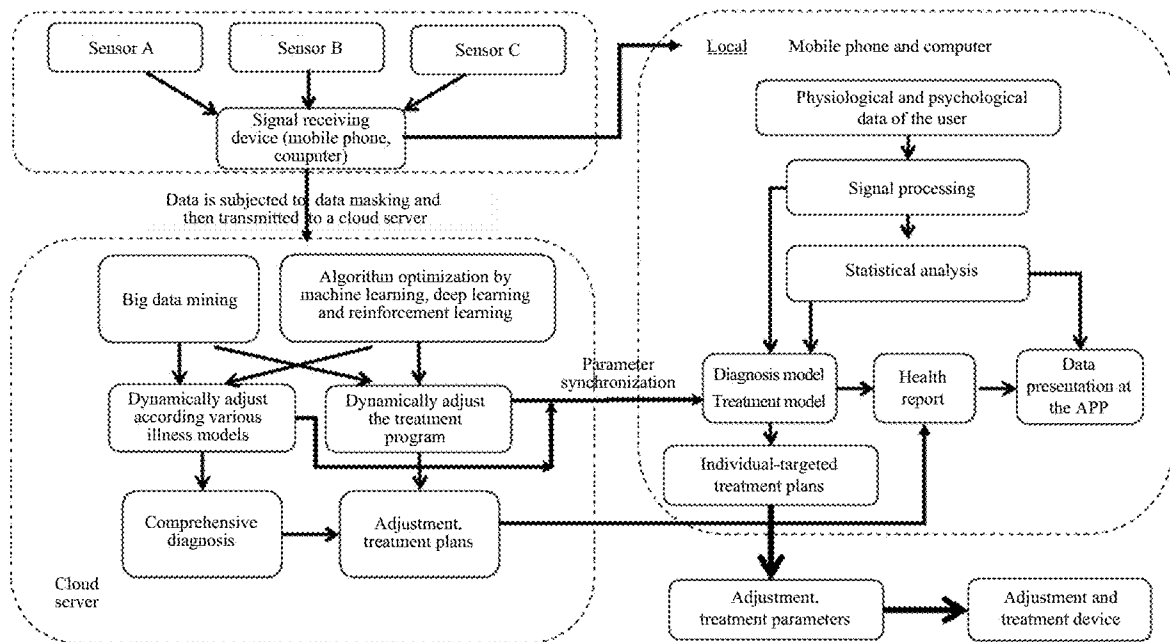 Sensor A
Sensor B
Sensor C
Signal receiving
device (mobile phone,
computer)
Data is subjected to data masking and
then transmitted to a cloud server
Big data mining
Algorithm optimization by
machine learning, deep learning
and reinforcement learning
Dynamically adjust
according various
illness models
Dynamically adjust
the treatment
program
Comprehensive
diagnosis
Adjustment.
treatment plans
Cloud
server
Parameter
synchronization
Local
Mobile phone and computer
Physiological and psychological
data of the user
Signal processing
Statistical analysis
Diagnosis model
Treatment model
Health
report
Data
presentation at
the APP
Individual-targeted
treatment plans
Adjustment.
treatment parameters
Adjustment and
treatment device